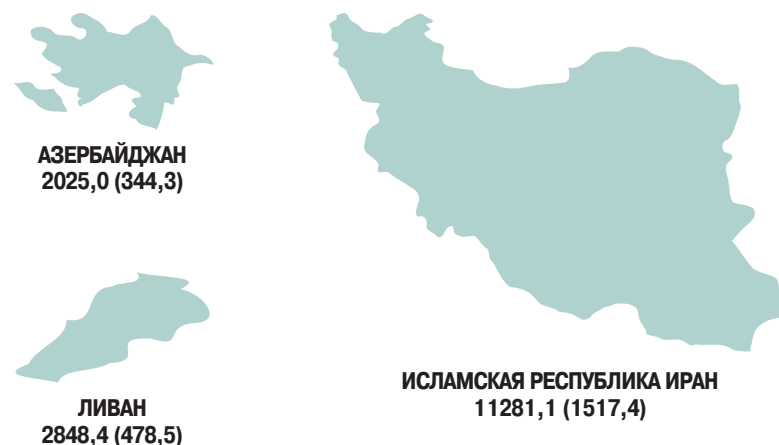 АЗЕРБАЙДЖАН
2025,0 (344,3)
ЛИВАН
2848,4 (478,5)
ИСЛАМСКАЯ РЕСПУБЛИКА ИРАН
11281,1 (1517,4)